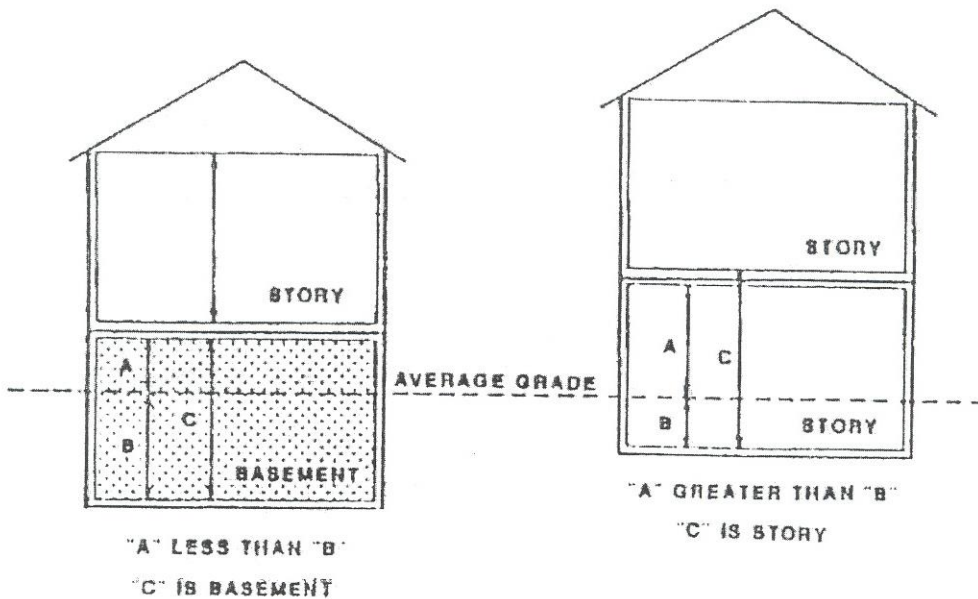 STORY
A
B
C
BASEMENT
"A" LESS THAN "B"
"C" IS BASEMENT
AVERAGE GRADE
STORY
A
C
B
STORY
"A" GREATER THAN "B"
"C" IS STORY